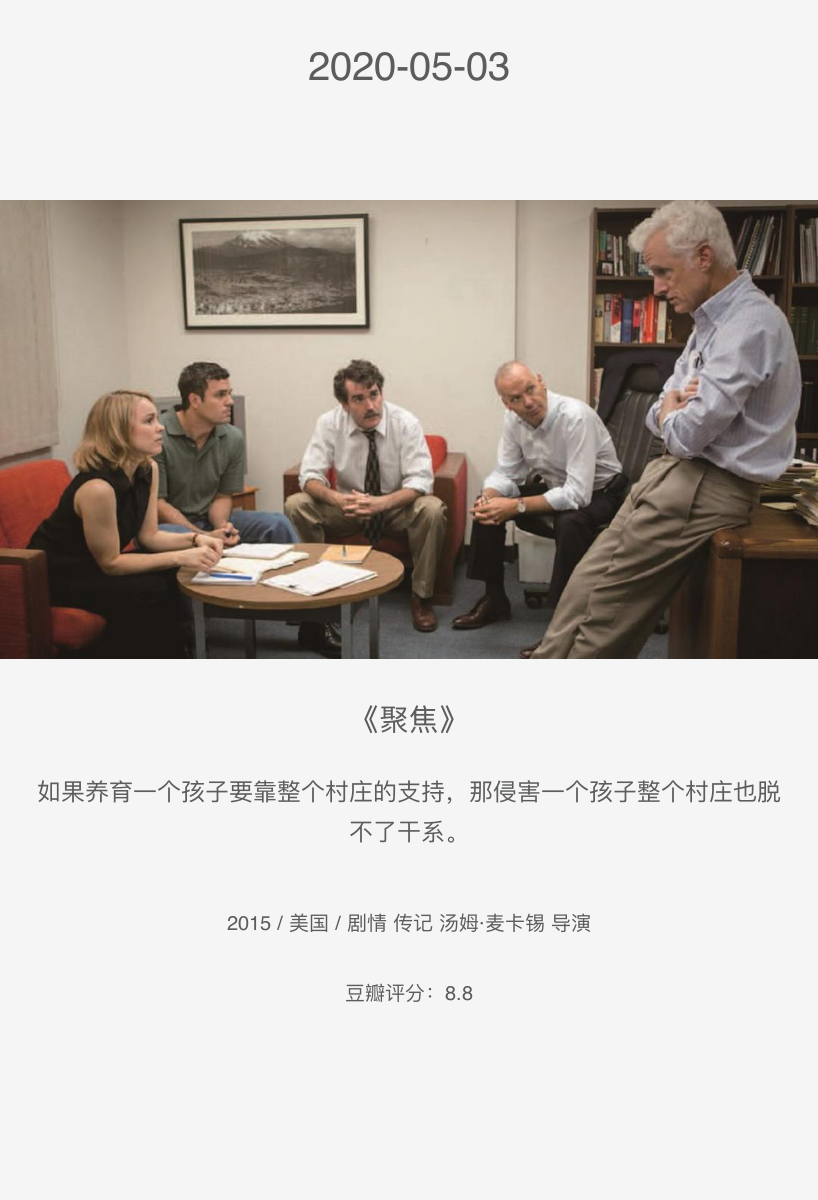 2020-05-03
《聚焦》
如果养育一个孩子要靠整个村庄的支持，那侵害一个孩子整个村庄也脱
不了干系。
2015 / 美国 / 剧情 传记 汤姆·麦卡锡 导演
豆瓣评分：8.8